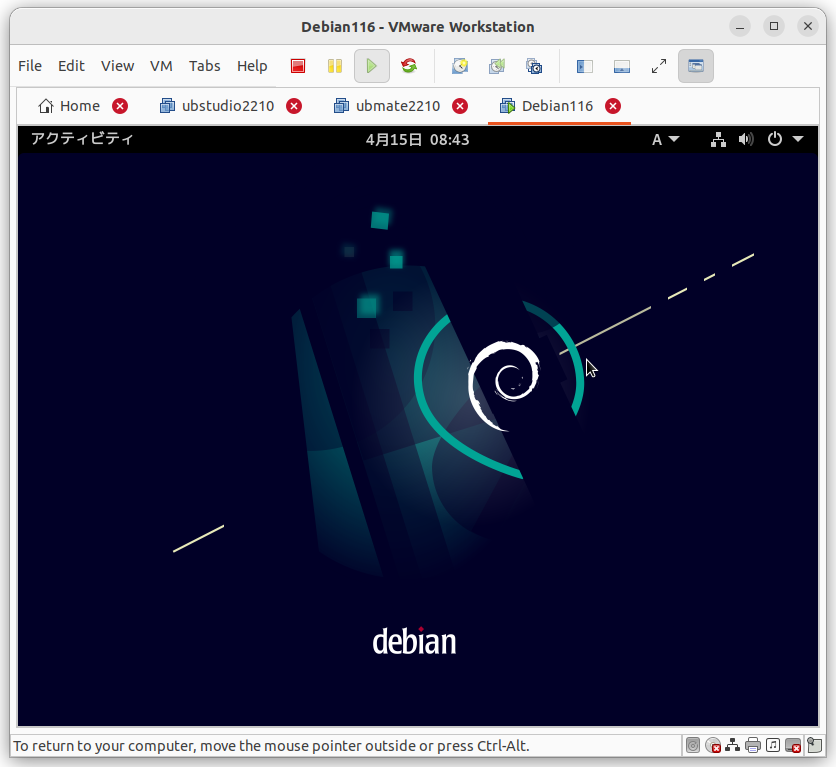 Debian116 - VMware Workstation
File Edit View VM Tabs Help
Home ubstudio2210 ubmate2210 Debian116
アクティビティ 4月15日 08:43 A
debian
To return to your computer, move the mouse pointer outside or press Ctrl-Alt.